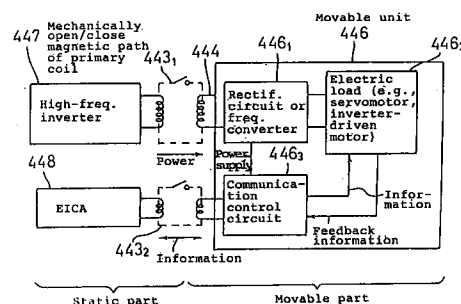 447
Mechanically
open/close
magnetic path
of primary
coil
443₁
444
Movable unit
446
446₁
446₂
High-freq.
inverter
Rectif.
circuit or
freq.
converter
Electric
load (e.g.,
servomotor,
inverter-
driven
motor)
Power
Power
supply
446₃
448
EICA
Communica-
tion
control
circuit
Infor-
mation
Feedback
information
443₂
Information
Static part
Movable part